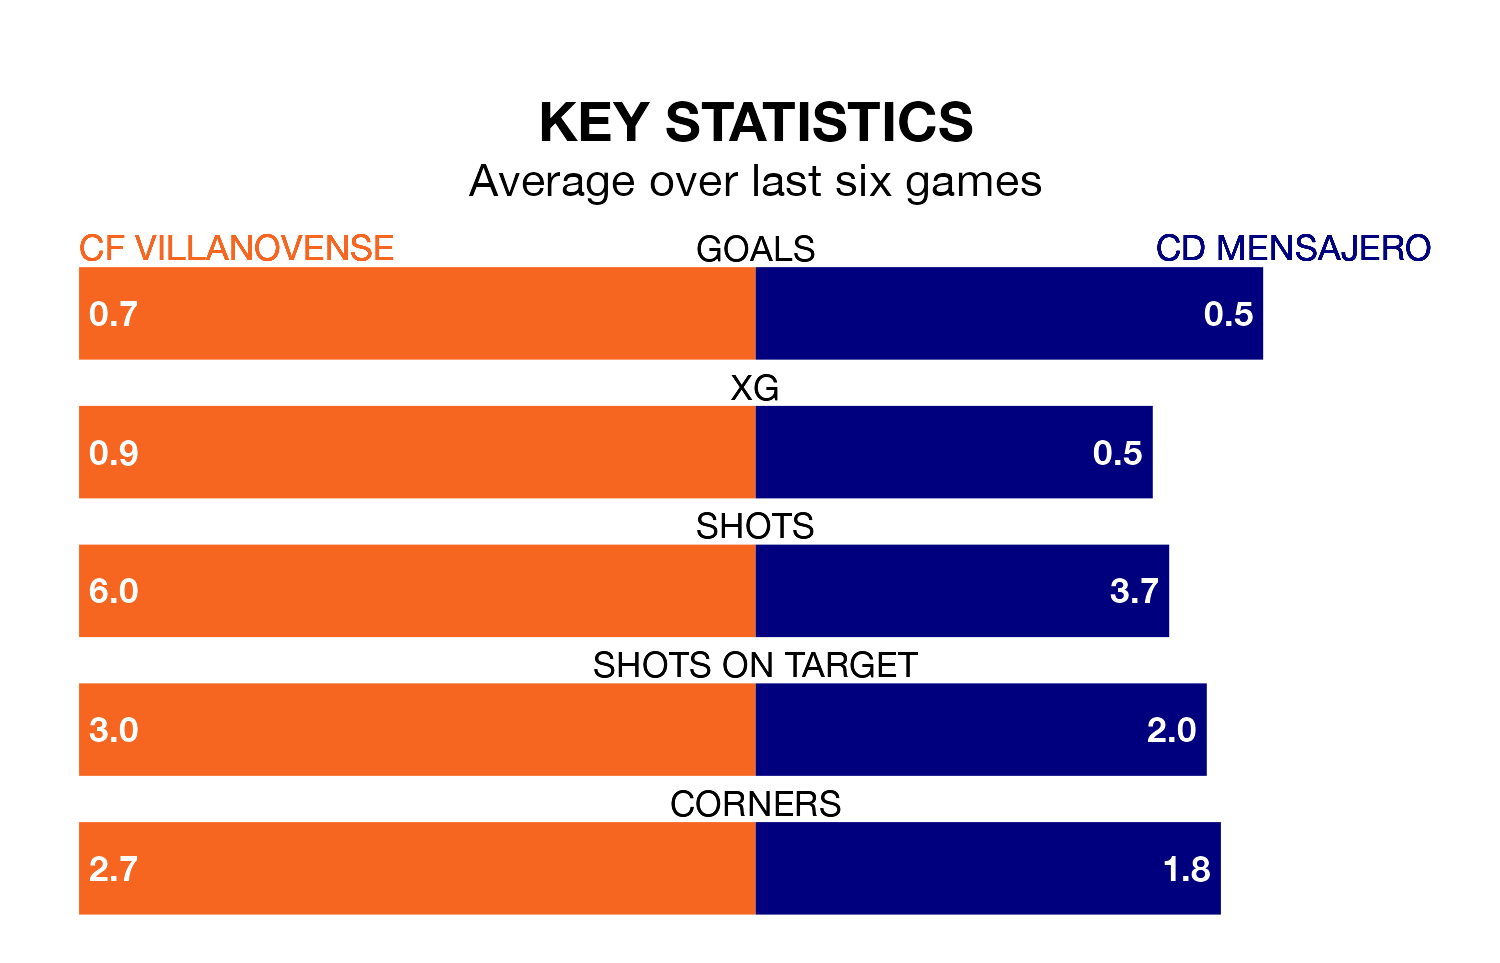 KEY STATISTICS
Average over last six games
CF VILLANOVENSE GOALS CD MENSAJERO
0.7 0.5
XG
0.9 0.5
SHOTS
6.0 3.7
SHOTS ON TARGET
3.0 2.0
CORNERS
2.7 1.8